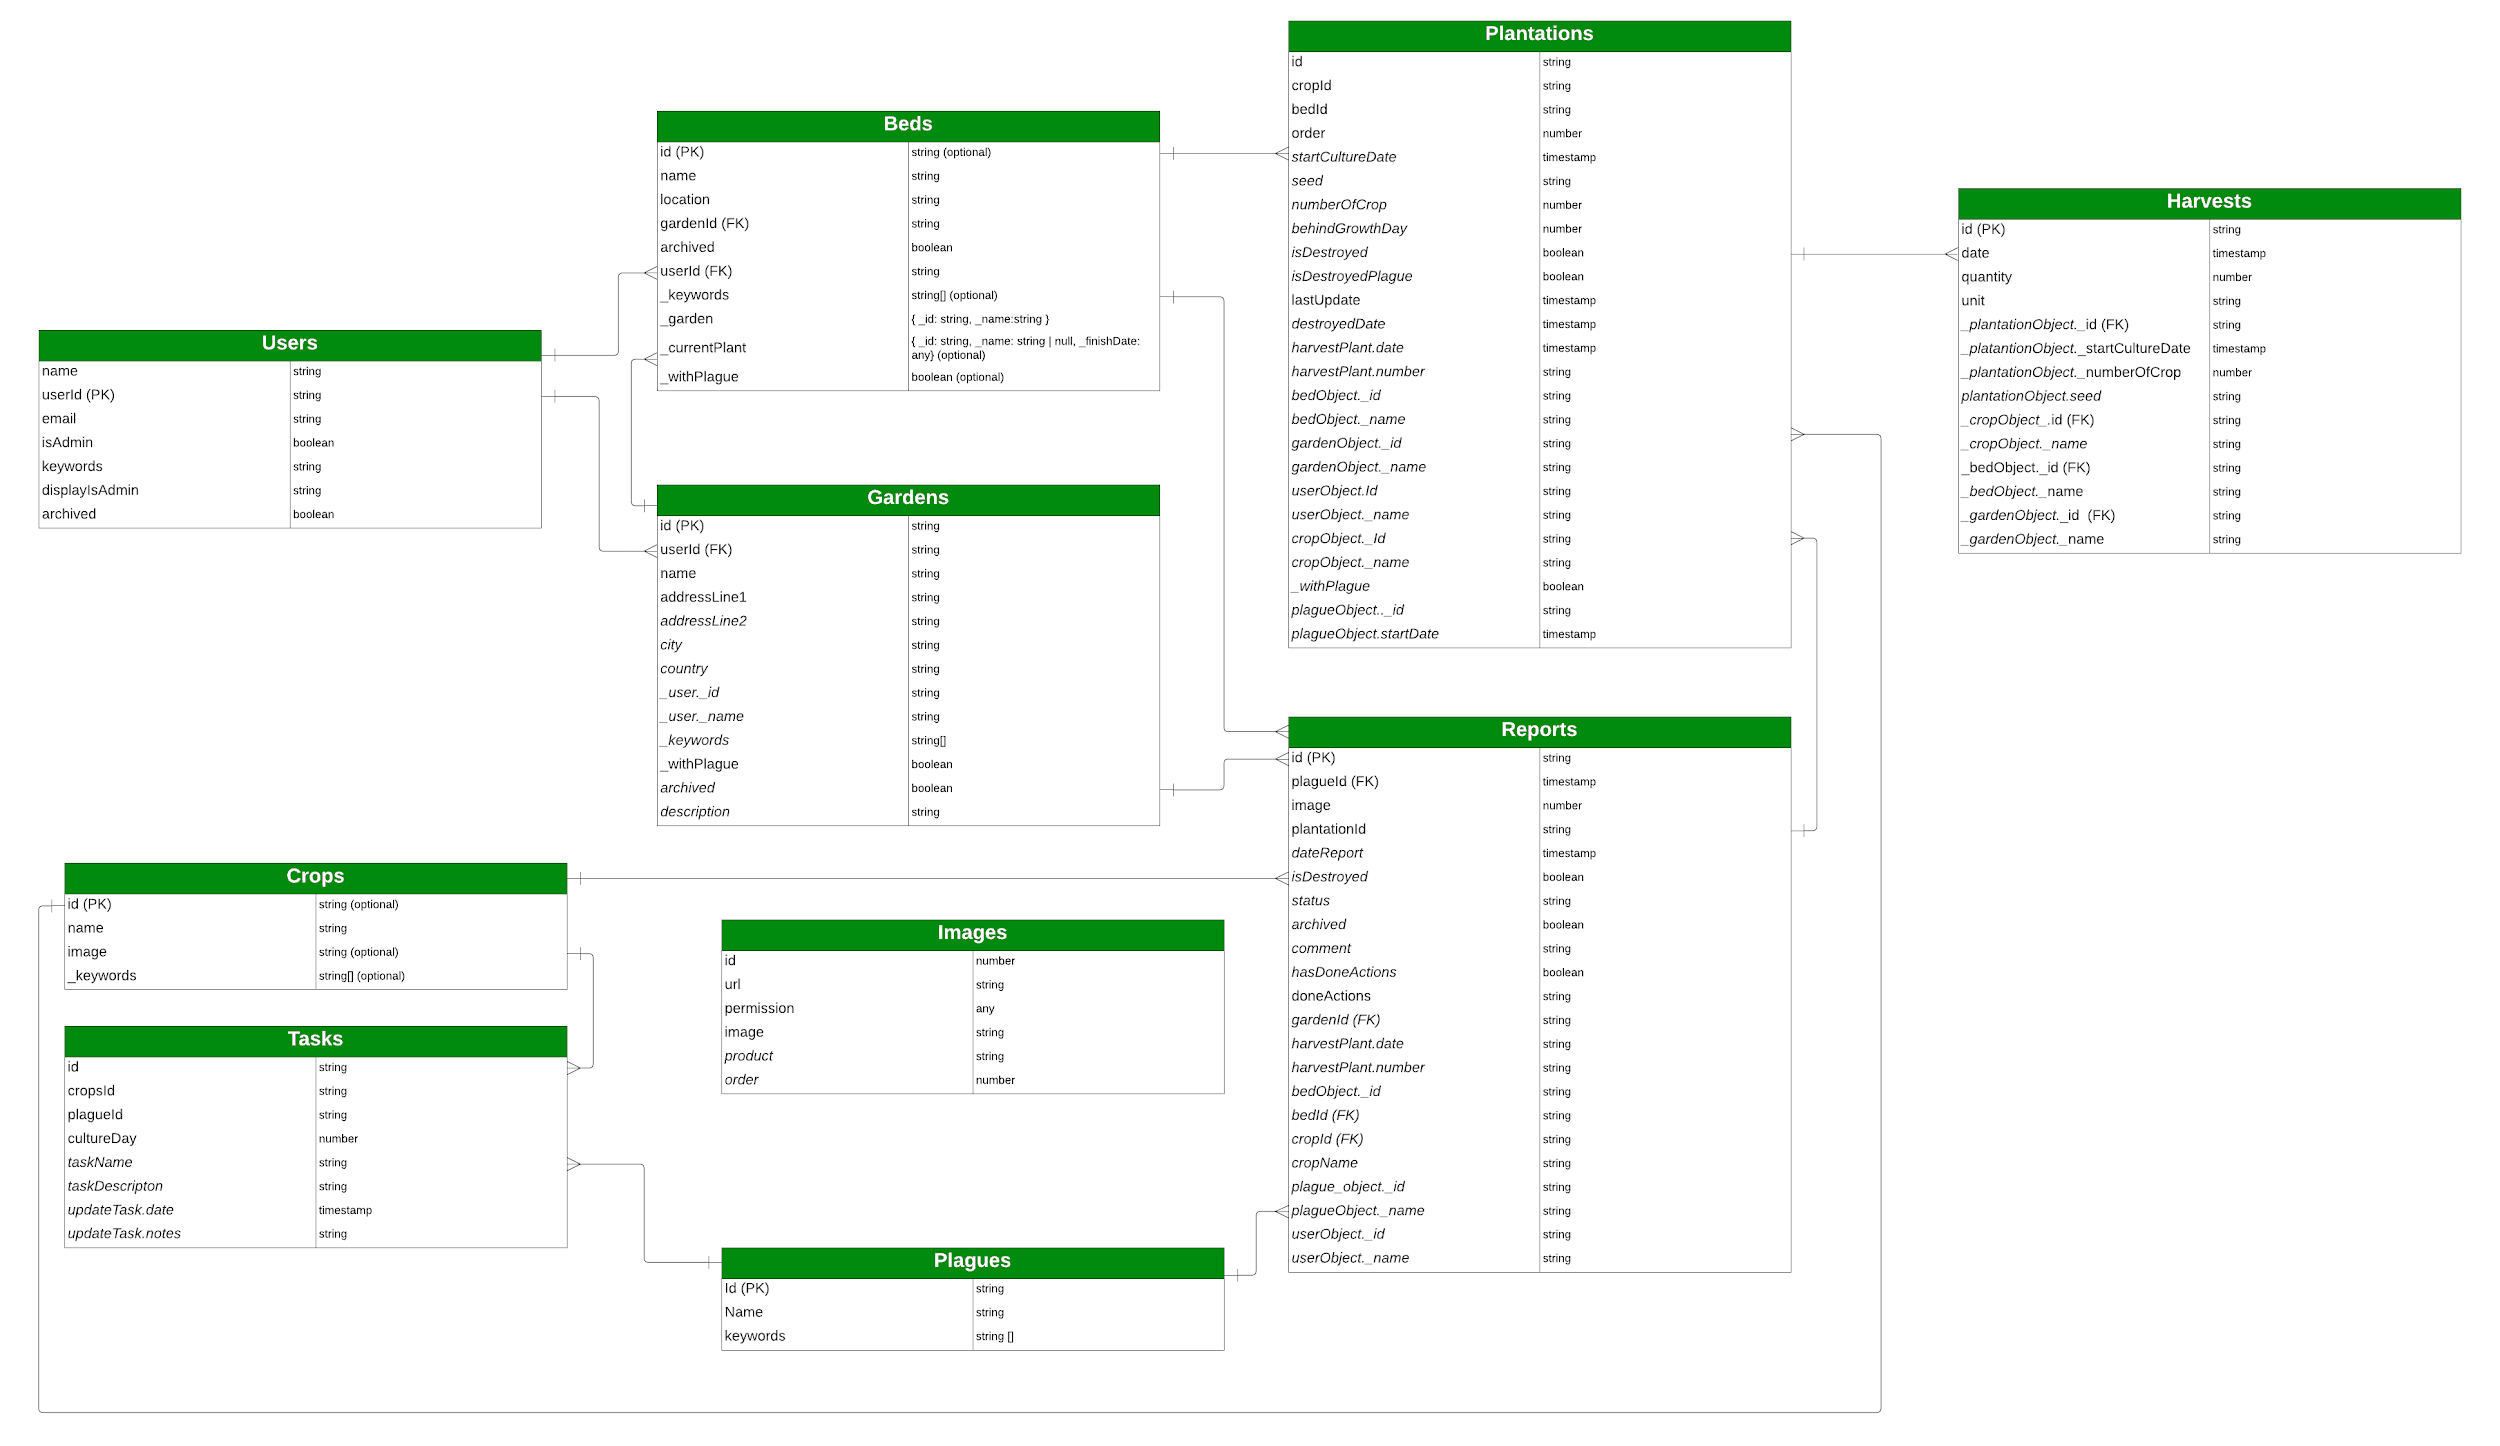 Users
name string
userId (PK) string
email string
isAdmin boolean
keywords string
displayIsAdmin string
archived boolean
Beds
id (PK) string (optional)
name string
location string
gardenId (FK) string
archived boolean
userId (FK) string
_keywords string[] (optional)
_garden { _id: string, _name:string }
_currentPlant { _id: string, _name: string | null, _finishDate:
any} (optional)
_withPlague boolean (optional)
Gardens
id (PK) string
userId (FK) string
name string
addressLine1 string
addressLine2 string
city string
country string
_user._id string
_user._name string
_keywords string[]
_withPlague boolean
archived boolean
description string
Plantations
id string
cropId string
bedId string
order number
startCultureDate timestamp
seed string
numberOfCrop number
behindGrowthDay number
isDestroyed boolean
isDestroyedPlague boolean
lastUpdate timestamp
destroyedDate timestamp
harvestPlant.date timestamp
harvestPlant.number string
bedObject._id string
bedObject._name string
gardenObject._id string
gardenObject._name string
userObject.Id string
userObject._name string
cropObject._Id string
cropObject._name string
_withPlague boolean
plagueObject.._id string
plagueObject.startDate timestamp
Harvests
id (PK) string
date timestamp
quantity number
unit string
_plantationObject._id (FK) string
_platantionObject._startCultureDate timestamp
_plantationObject._numberOfCrop number
plantationObject.seed string
_cropObject_.id (FK) string
_cropObject._name string
_bedObject._id (FK) string
_bedObject._name string
_gardenObject._id (FK) string
_gardenObject._name string
Reports
id (PK) string
plagueId (FK) timestamp
image number
plantationId string
dateReport timestamp
isDestroyed boolean
status string
archived boolean
comment string
hasDoneActions boolean
doneActions string
gardenId (FK) string
harvestPlant.date string
harvestPlant.number string
bedObject._id string
bedId (FK) string
cropId (FK) string
cropName string
plague_object._id string
plagueObject._name string
userObject._id string
userObject._name string
Crops
id (PK) string (optional)
name string
image string (optional)
_keywords string[] (optional)
Tasks
id string
cropsId string
plagueId string
cultureDay number
taskName string
taskDescripton string
updateTask.date timestamp
updateTask.notes string
Images
id number
url string
permission any
image string
product string
order number
Plagues
Id (PK) string
Name string
keywords string []